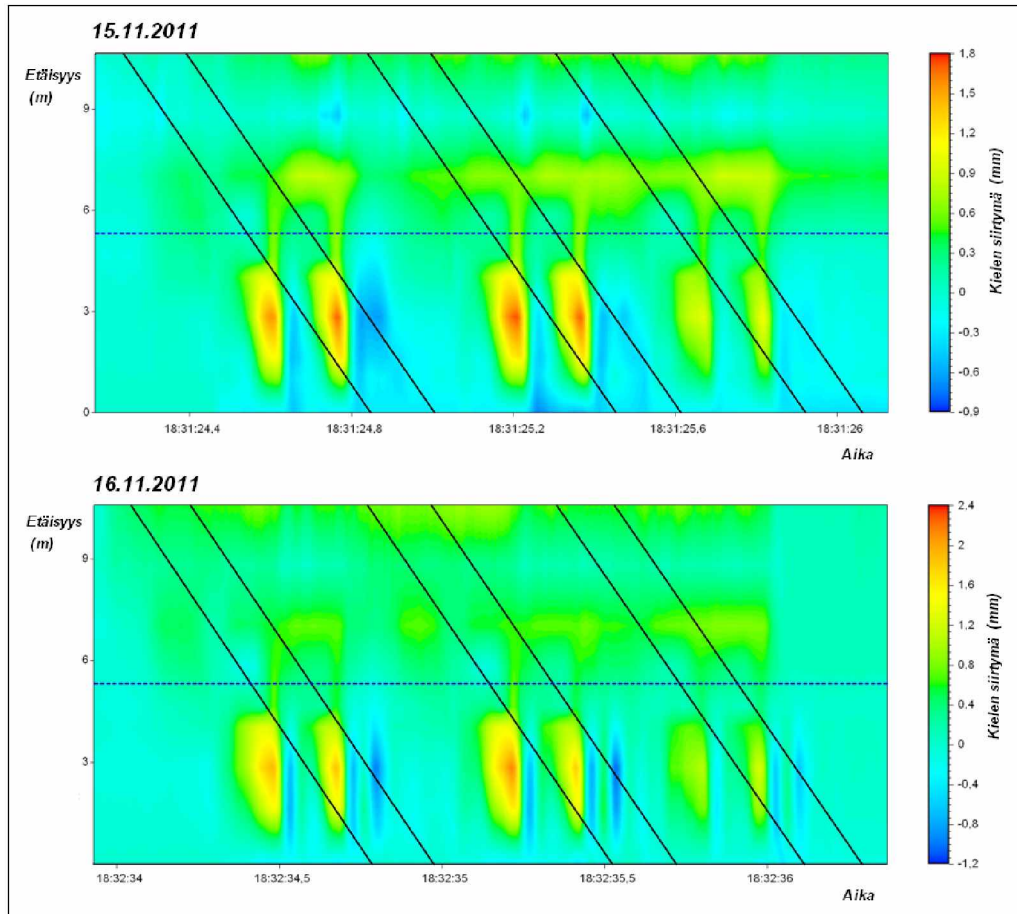 15.11.2011
Etäisyys
(m)
9
6
3
0
18:31:24,4 18:31:24,8 18:31:25,2 18:31:25,6 18:31:26
Aika
1,8
1,5
1,2
0,9
0,6
0,3
0
-0,3
-0,6
-0,9
Kielen siirtymä (mm)
16.11.2011
Etäisyys
(m)
9
6
3
18:32:34 18:32:34,5 18:32:35 18:32:35,5 18:32:36
Aika
2,4
2
1,6
1,2
0,8
0,4
0
-0,4
-0,8
-1,2
Kielen siirtymä (mm)